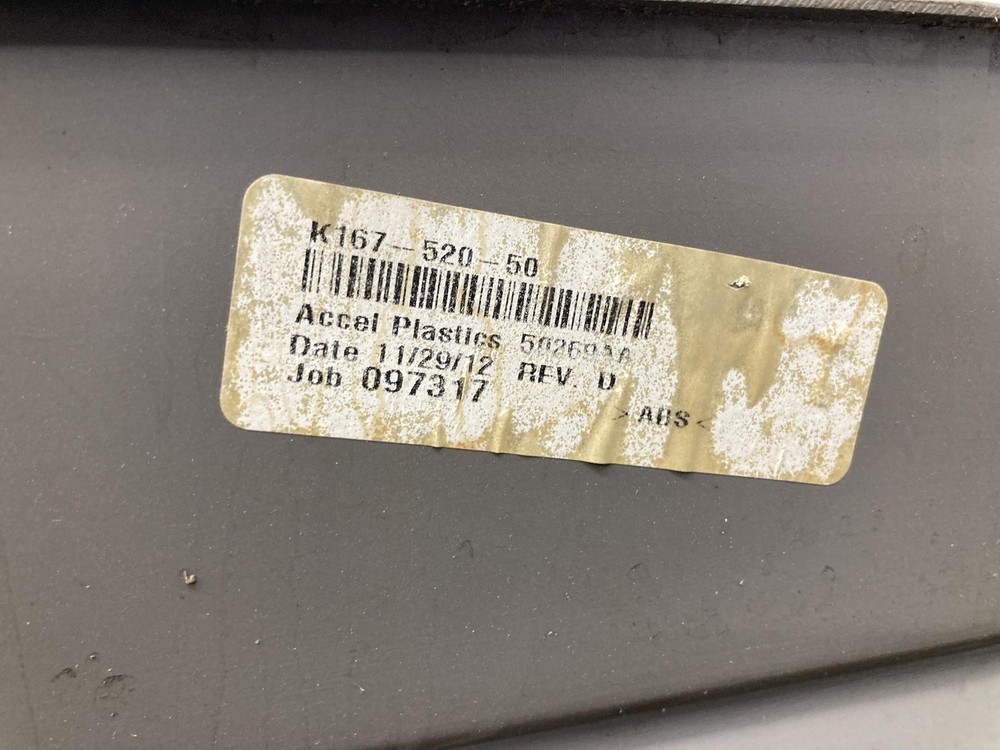 K167-520-50
Accel Plastics 50269AA
Date 11/29/12 REV. D
Job 097317
>ABS<